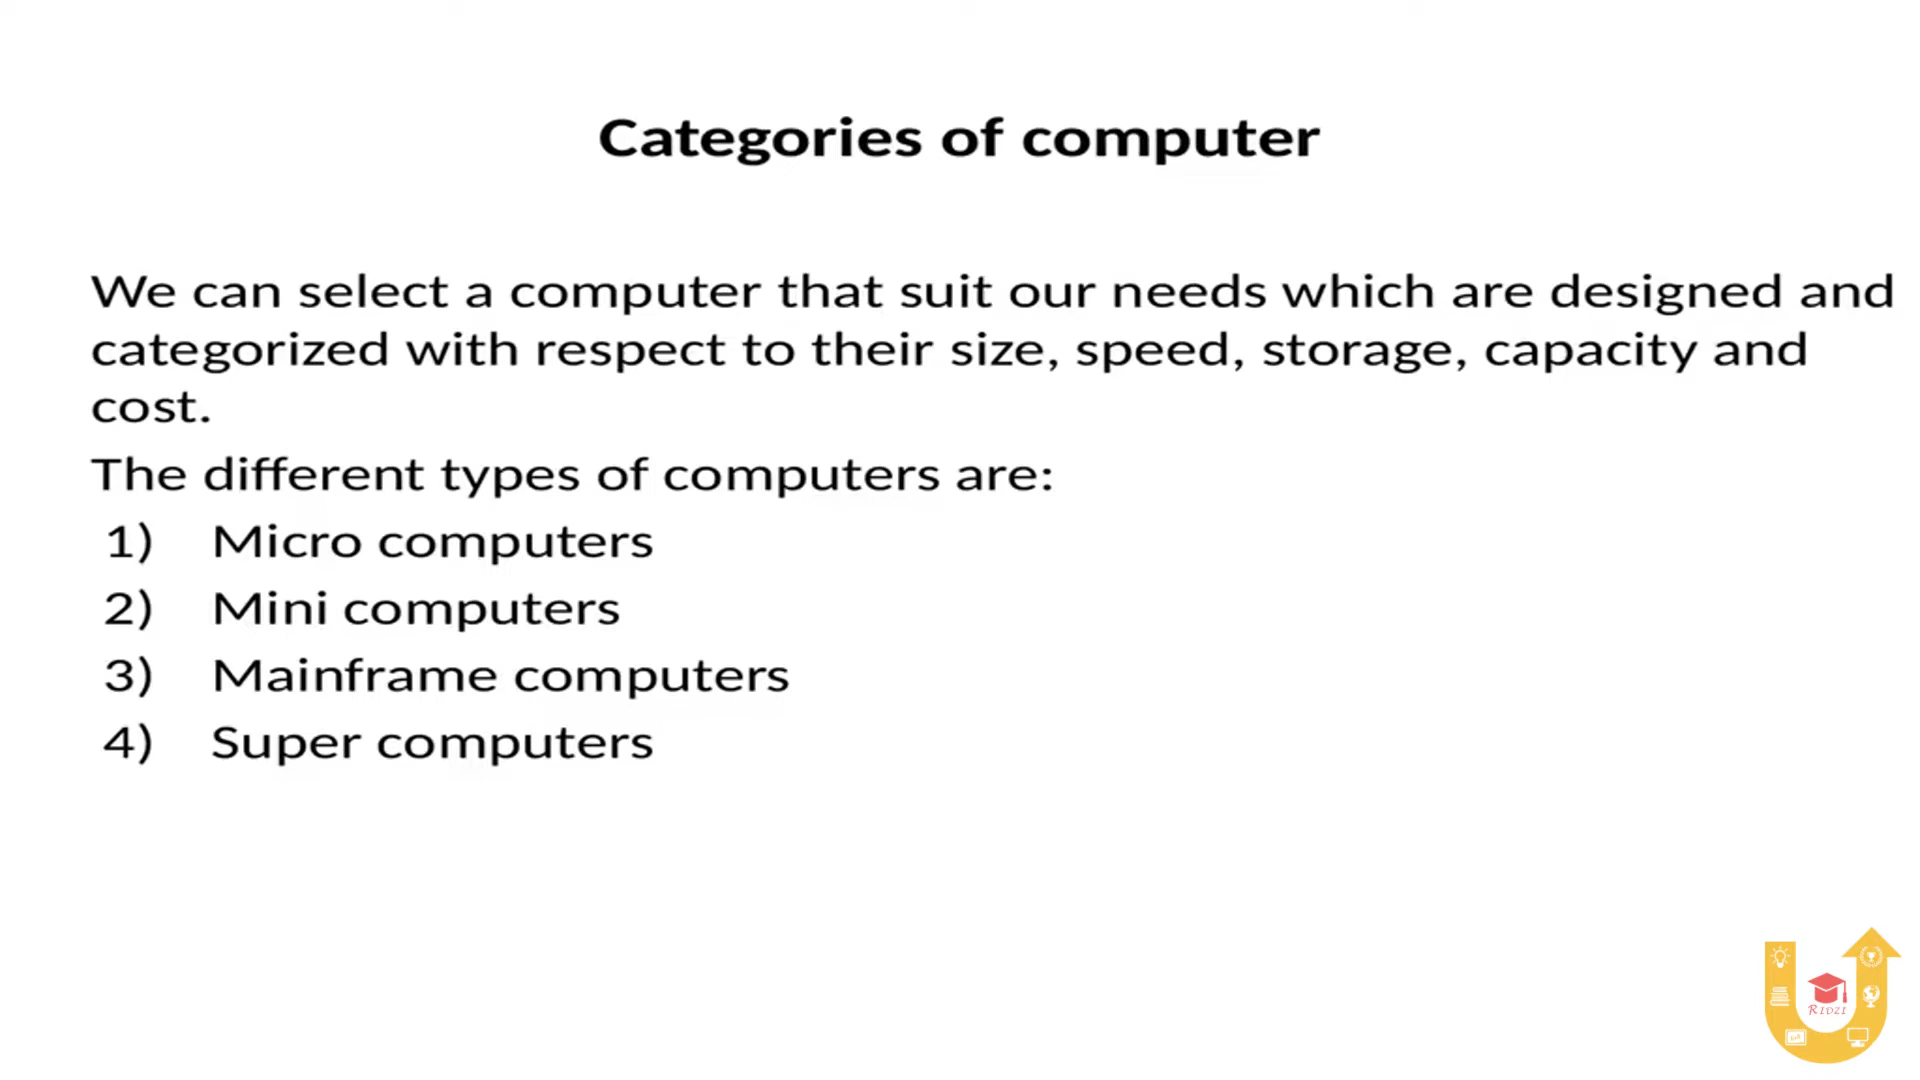 Categories of computer
We can select a computer that suit our needs which are designed and
categorized with respect to their size, speed, storage, capacity and
cost.
The different types of computers are:
1) Micro computers
2) Mini computers
3) Mainframe computers
4) Super computers
RIDZI